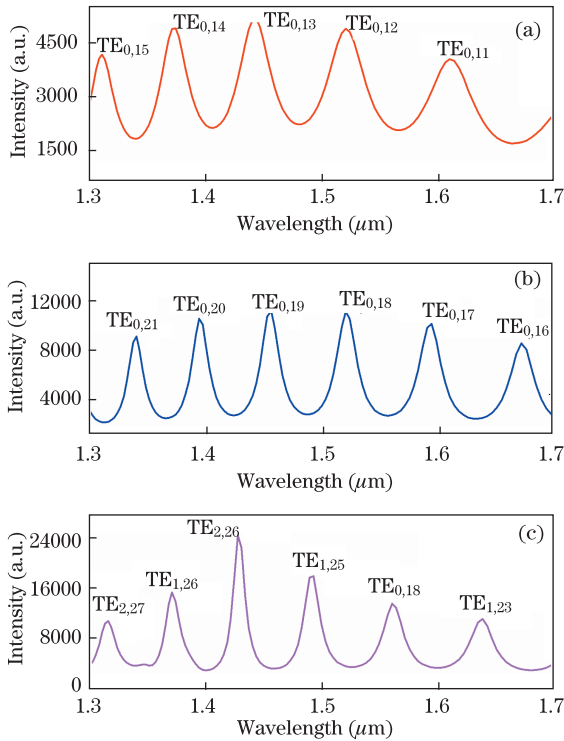 (a)
TE0,15
TE0,14
TE0,13
TE0,12
TE0,11
4500
3000
1500
Intensity (a.u.)
1.3 1.4 1.5 1.6 1.7
Wavelength (μm)
(b)
TE0,21
TE0,20
TE0,19
TE0,18
TE0,17
TE0,16
12000
8000
4000
Intensity (a.u.)
1.3 1.4 1.5 1.6 1.7
Wavelength (μm)
(c)
TE2,27
TE1,26
TE2,26
TE1,25
TE0,18
TE1,23
24000
16000
8000
0
Intensity (a.u.)
1.3 1.4 1.5 1.6 1.7
Wavelength (μm)